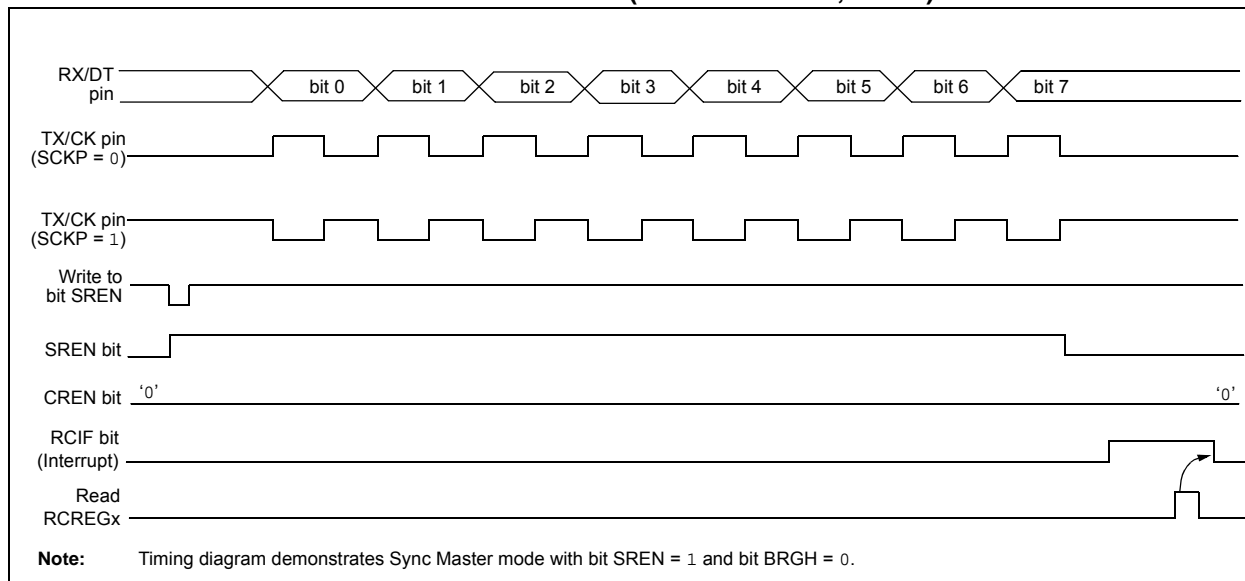 RX/DT
pin
bit 0 bit 1 bit 2 bit 3 bit 4 bit 5 bit 6 bit 7
TX/CK pin
(SCKP = 0)
TX/CK pin
(SCKP = 1)
Write to
bit SREN
SREN bit
CREN bit ‘0’ ‘0’
RCIF bit
(Interrupt)
Read
RCREGx
Note: Timing diagram demonstrates Sync Master mode with bit SREN = 1 and bit BRGH = 0.